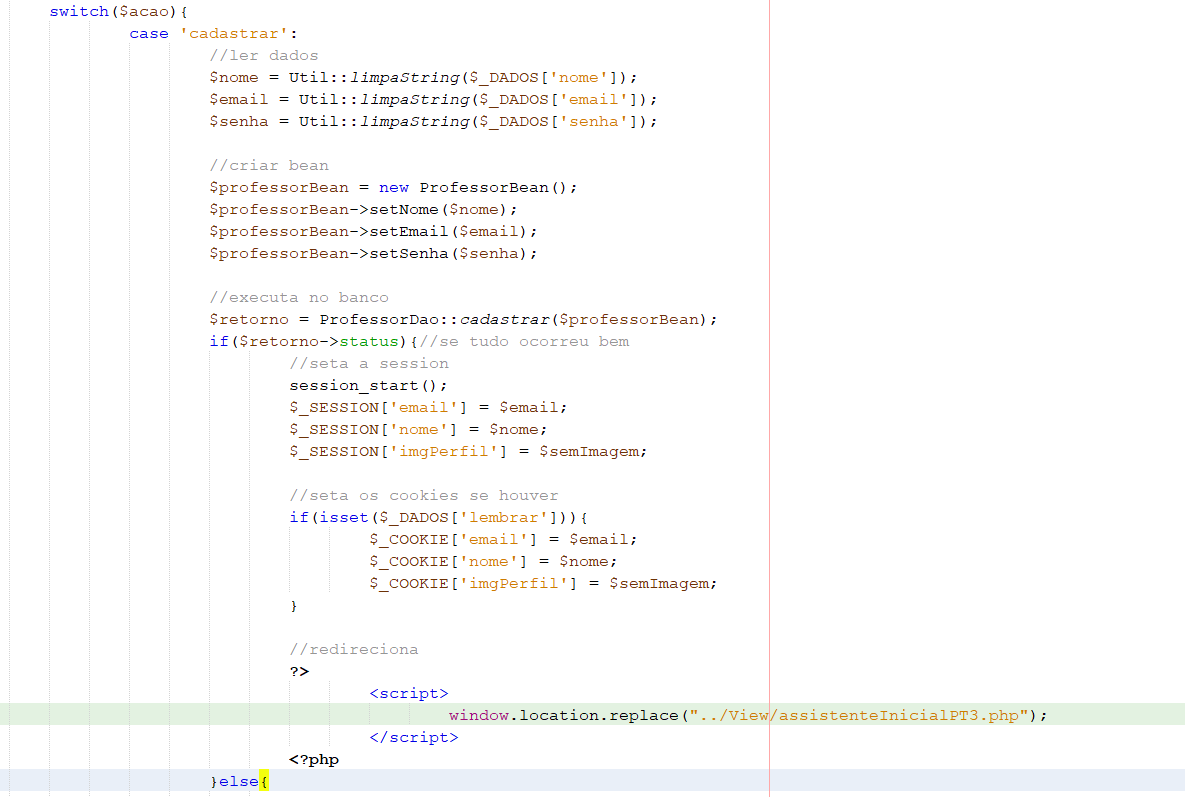 switch($acao){
case 'cadastrar':
//ler dados
$nome = Util::limpaString($_DADOS['nome']);
$email = Util::limpaString($_DADOS['email']);
$senha = Util::limpaString($_DADOS['senha']);
//criar bean
$professorBean = new ProfessorBean();
$professorBean->setNome($nome);
$professorBean->setEmail($email);
$professorBean->setSenha($senha);
//executa no banco
$retorno = ProfessorDao::cadastrar($professorBean);
if($retorno->status){//se tudo ocorreu bem
//seta a session
session_start();
$_SESSION['email'] = $email;
$_SESSION['nome'] = $nome;
$_SESSION['imgPerfil'] = $semImagem;
//seta os cookies se houver
if(isset($_DADOS['lembrar'])){
$_COOKIE['email'] = $email;
$_COOKIE['nome'] = $nome;
$_COOKIE['imgPerfil'] = $semImagem;
}
//redireciona
?>
<script>
window.location.replace("../View/assistenteInicialPT3.php");
</script>
<?php
}else{